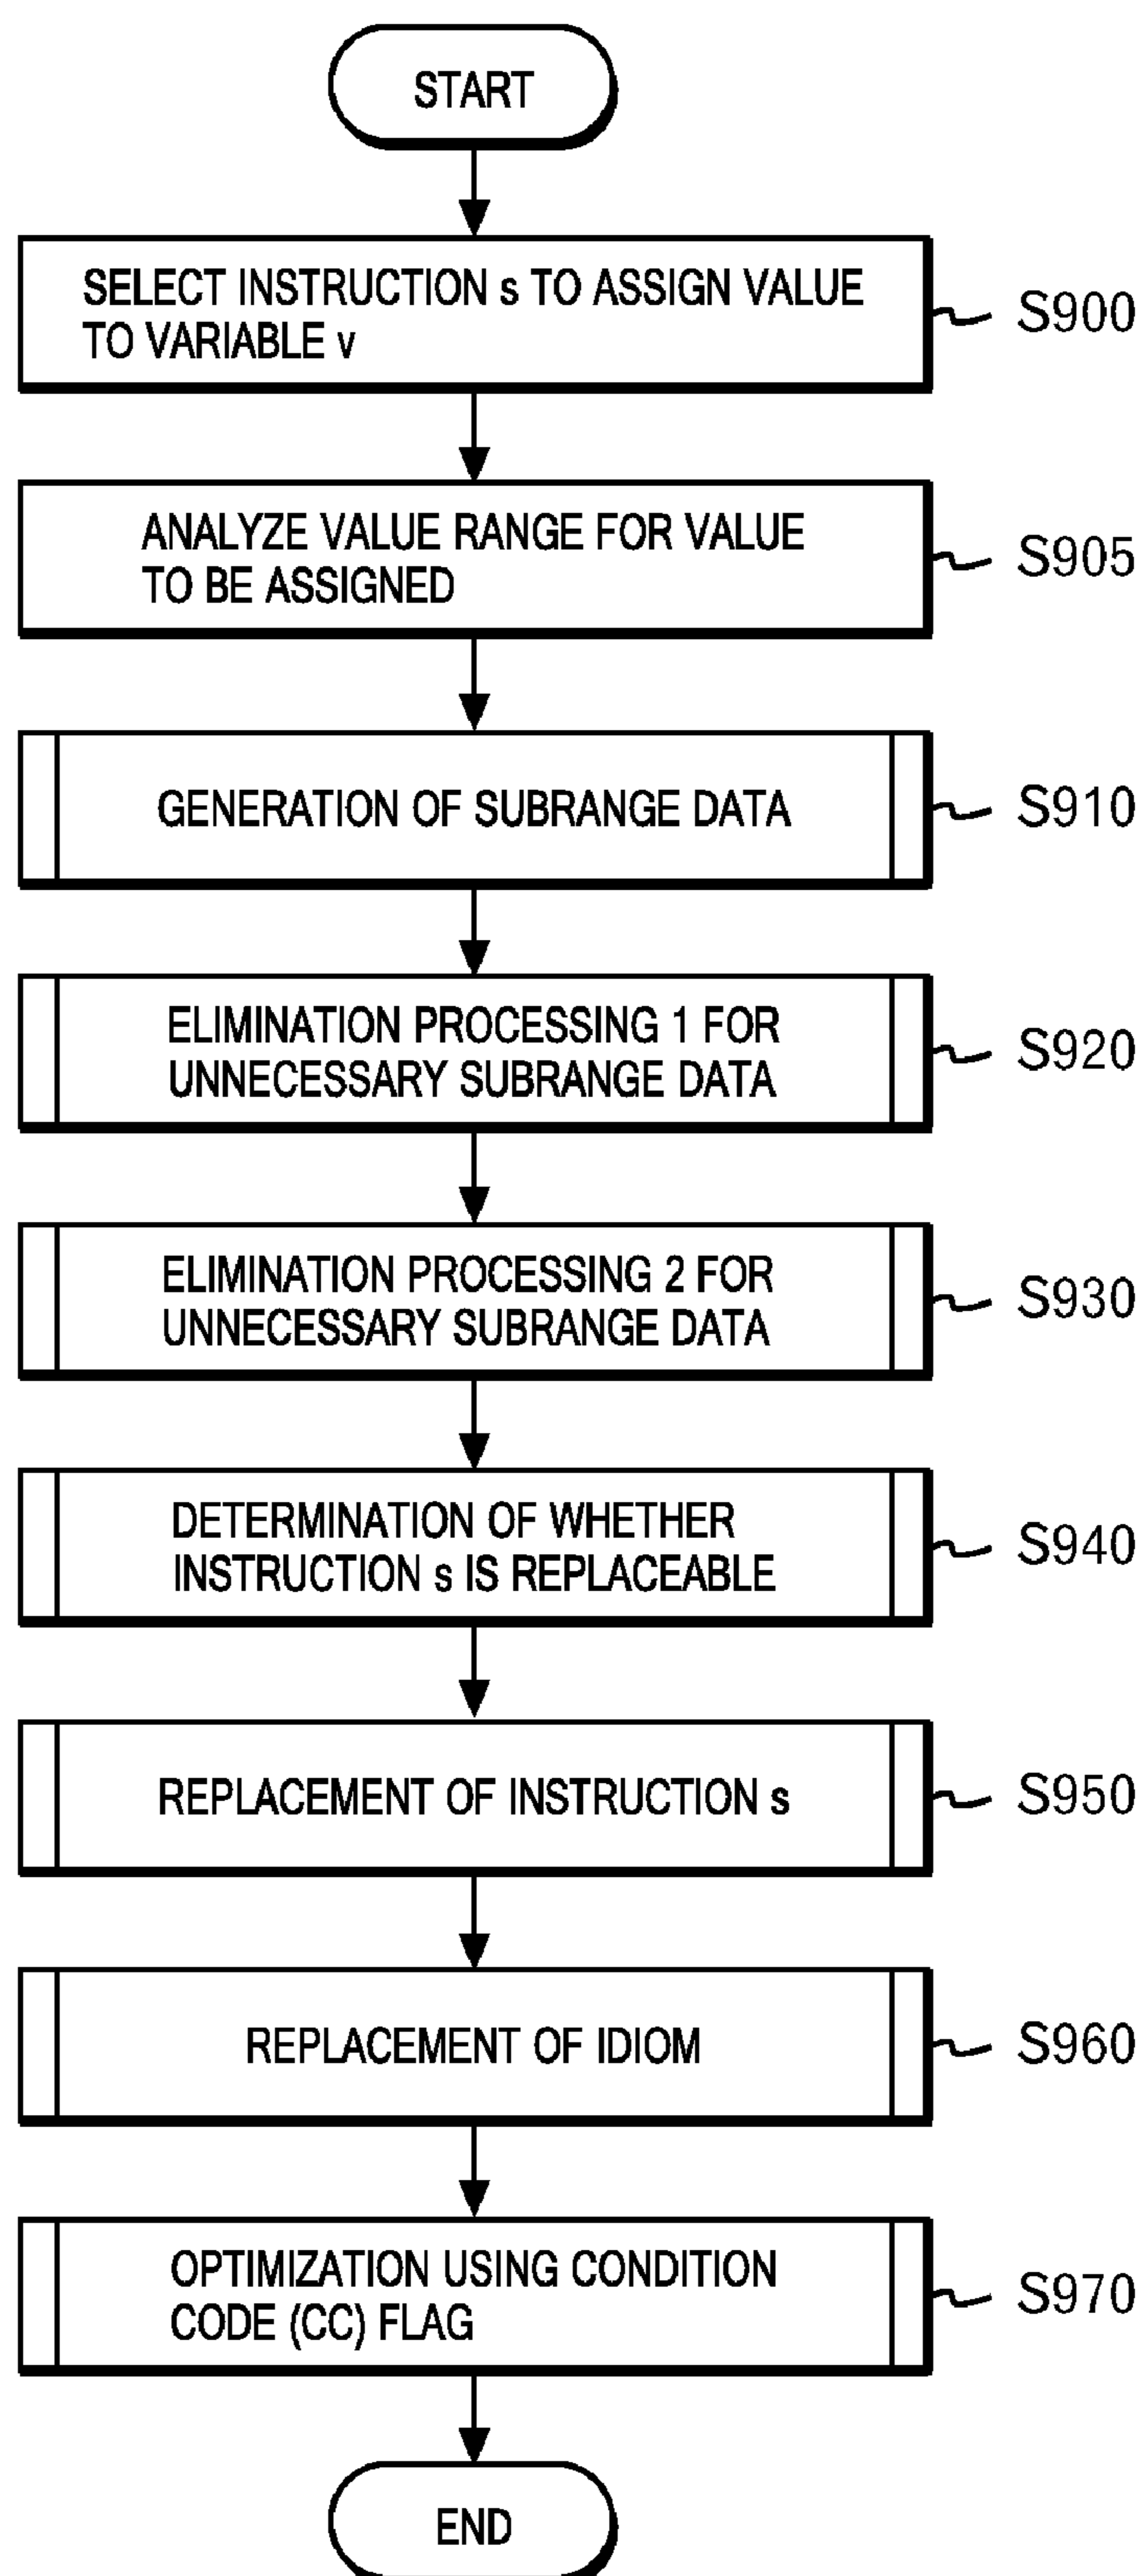 START
SELECT INSTRUCTION s TO ASSIGN VALUE
TO VARIABLE v
S900
ANALYZE VALUE RANGE FOR VALUE
TO BE ASSIGNED
S905
GENERATION OF SUBRANGE DATA
S910
ELIMINATION PROCESSING 1 FOR
UNNECESSARY SUBRANGE DATA
S920
ELIMINATION PROCESSING 2 FOR
UNNECESSARY SUBRANGE DATA
S930
DETERMINATION OF WHETHER
INSTRUCTION s IS REPLACEABLE
S940
REPLACEMENT OF INSTRUCTION s
S950
REPLACEMENT OF IDIOM
S960
OPTIMIZATION USING CONDITION
CODE (CC) FLAG
S970
END